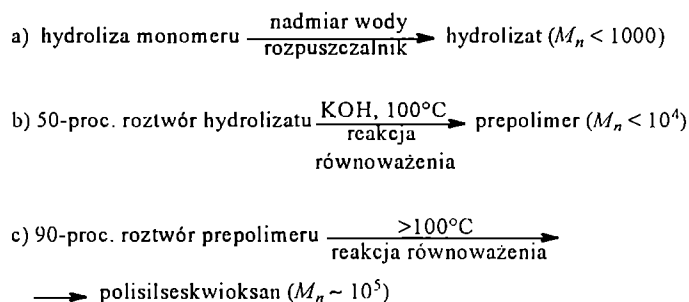 a) hydroliza monomeru nadmiar wody rozpuszczalnik hydrolizat (Mn < 1000)
b) 50-proc. roztwór hydrolizatu KOH, 100°C reakcja równoważenia prepolimer (Mn < 10⁴)
c) 90-proc. roztwór prepolimeru >100°C reakcja równoważenia
polisilseskwioksan (Mn ~ 10⁵)